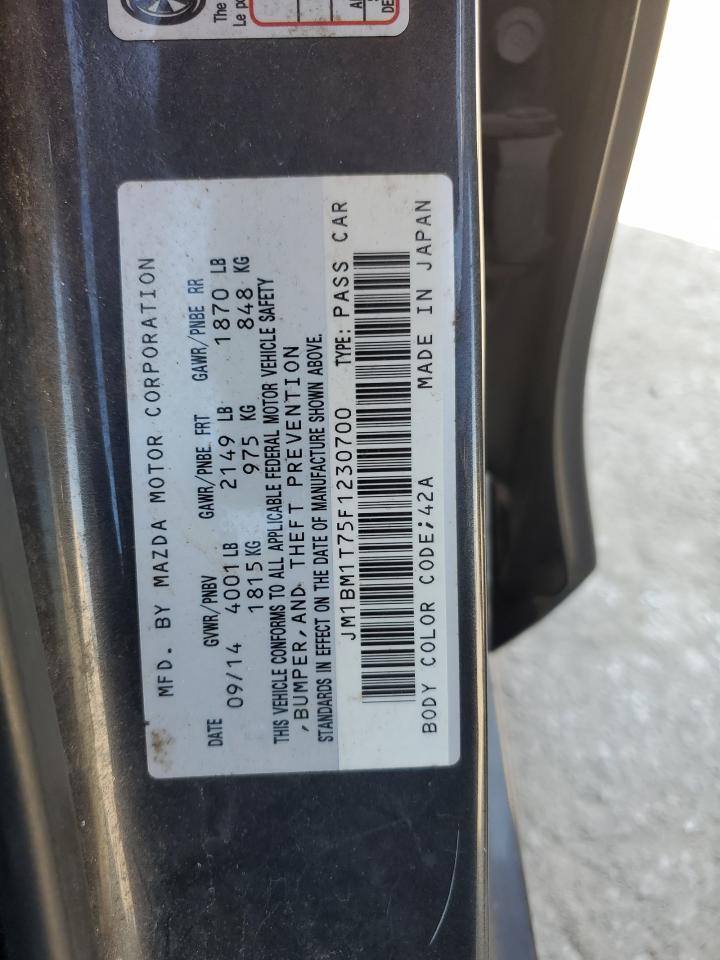 The
Le po
MFD. BY MAZDA MOTOR CORPORATION
DATE GVWR/PNBV GAWR/PNBE FRT GAWR/PNBE RR
09/14 4001 LB 2149 LB 1870 LB
1815 KG 975 KG 848 KG
THIS VEHICLE CONFORMS TO ALL APPLICABLE FEDERAL MOTOR VEHICLE SAFETY
,BUMPER,AND THEFT PREVENTION
STANDARDS IN EFFECT ON THE DATE OF MANUFACTURE SHOWN ABOVE.
JM1BM1T75F1230700 TYPE: PASS CAR
BODY COLOR CODE;42A MADE IN JAPAN